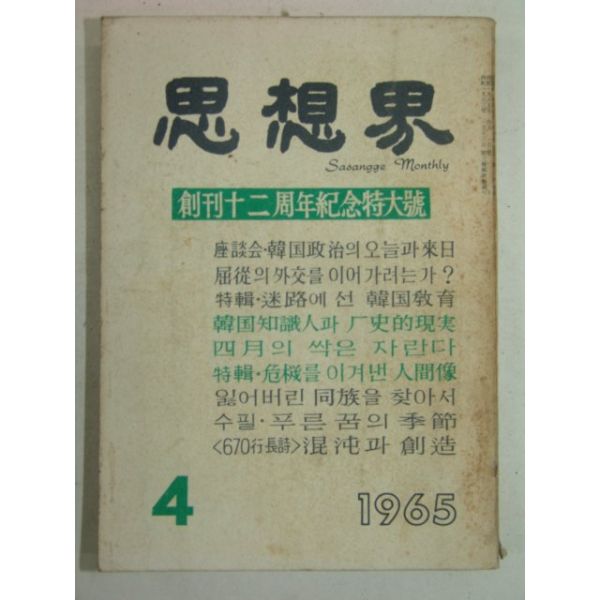 思想界
Sasangge Monthly
創刊十二周年紀念特大號
座談会·韓国政治의 오늘과 來日
屈從의 外交를 이어가려는가?
特輯·迷路에 선 韓国敎育
韓国知識人과 厂史的現実
四月의 싹은 자란다
特輯·危機를 이겨낸 人間像
잃어버린 同族을 찾아서
수필·푸른 꿈의 季節
<670行長詩> 混沌과 創造
4
1965